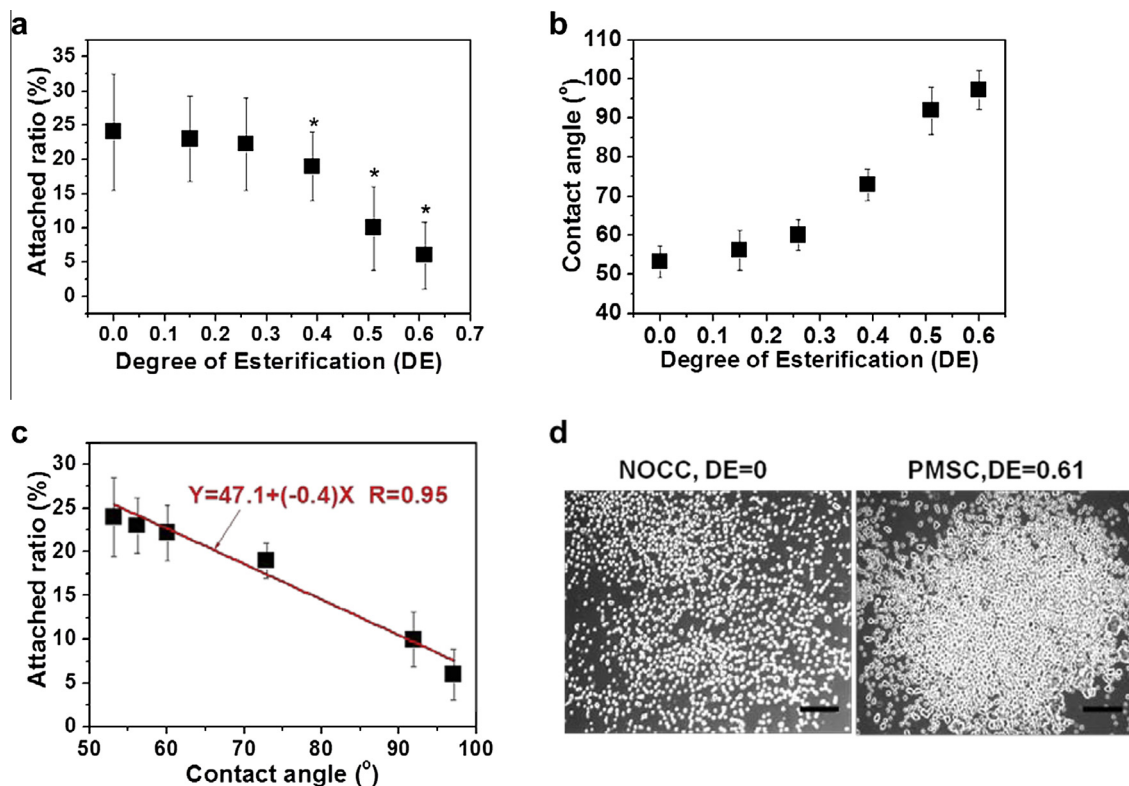 a
Attached ratio (%)
35
30
25
20
15
10
5
0
*
*
*
0.0 0.1 0.2 0.3 0.4 0.5 0.6 0.7
Degree of Esterification (DE)
b
Contact angle (°)
110
100
90
80
70
60
50
40
0.0 0.1 0.2 0.3 0.4 0.5 0.6
Degree of Esterification (DE)
c
Attached ratio (%)
30
25
20
15
10
5
0
Y=47.1+(-0.4)X R=0.95
50 60 70 80 90 100
Contact angle (°)
d
NOCC, DE=0
PMSC,DE=0.61